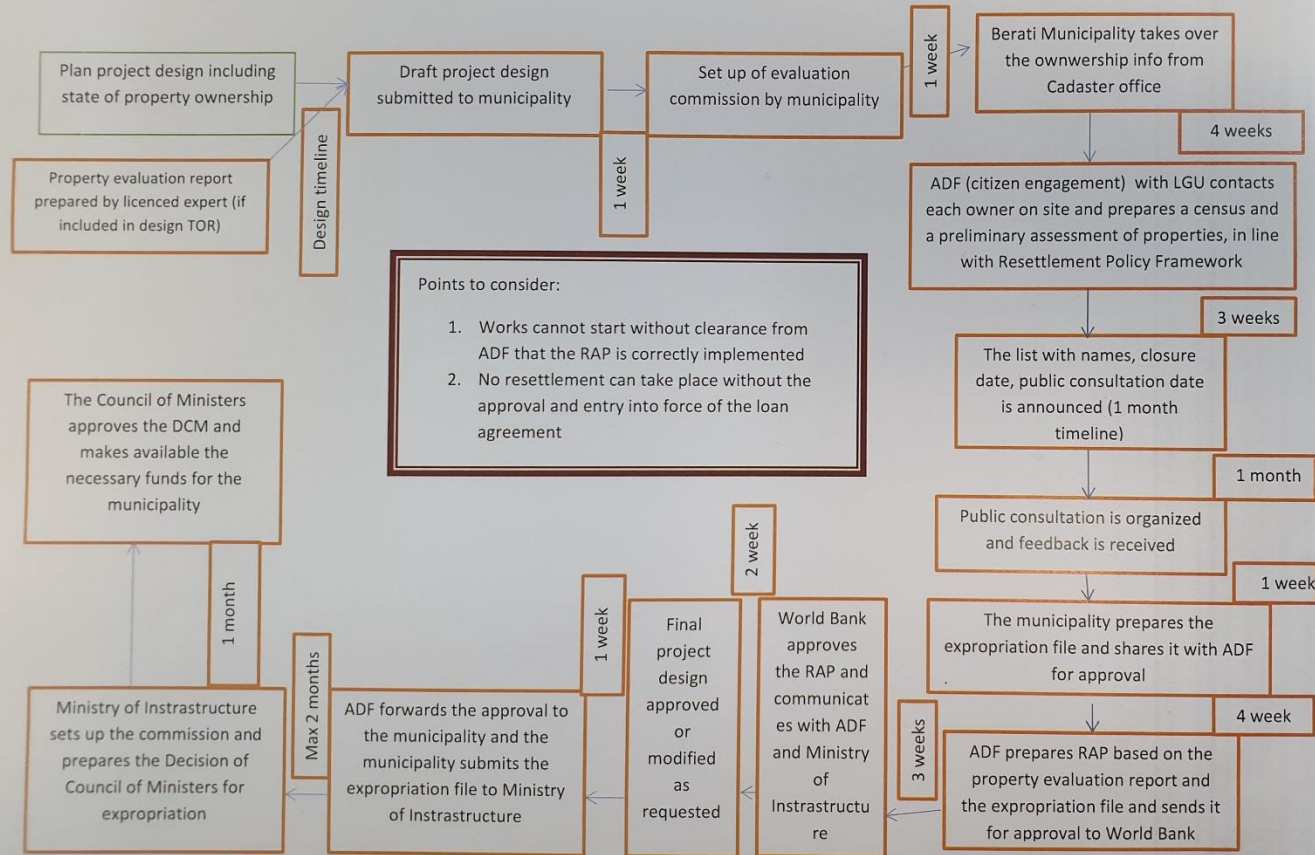 Plan project design including
state of property ownership
Property evaluation report
prepared by licenced expert (if
included in design TOR)
Design timeline
Draft project design
submitted to municipality
1 week
Set up of evaluation
commission by municipality
1 week
Berati Municipality takes over
the ownwership info from
Cadaster office
4 weeks
ADF (citizen engagement) with LGU contacts
each owner on site and prepares a census and
a preliminary assessment of properties, in line
with Resettlement Policy Framework
3 weeks
The list with names, closure
date, public consultation date
is announced (1 month
timeline)
1 month
Public consultation is organized
and feedback is received
1 week
The municipality prepares the
expropriation file and shares it with ADF
for approval
4 week
ADF prepares RAP based on the
property evaluation report and
the expropriation file and sends it
for approval to World Bank
3 weeks
World Bank
approves
the RAP and
communicat
es with ADF
and Ministry
of
Instrastructu
re
2 week
Final
project
design
approved
or
modified
as
requested
1 week
ADF forwards the approval to
the municipality and the
municipality submits the
expropriation file to Ministry
of Instrastructure
Max 2 months
Ministry of Instrastructure
sets up the commission and
prepares the Decision of
Council of Ministers for
expropriation
1 month
The Council of Ministers
approves the DCM and
makes available the
necessary funds for the
municipality
Points to consider:
1. Works cannot start without clearance from
ADF that the RAP is correctly implemented
2. No resettlement can take place without the
approval and entry into force of the loan
agreement